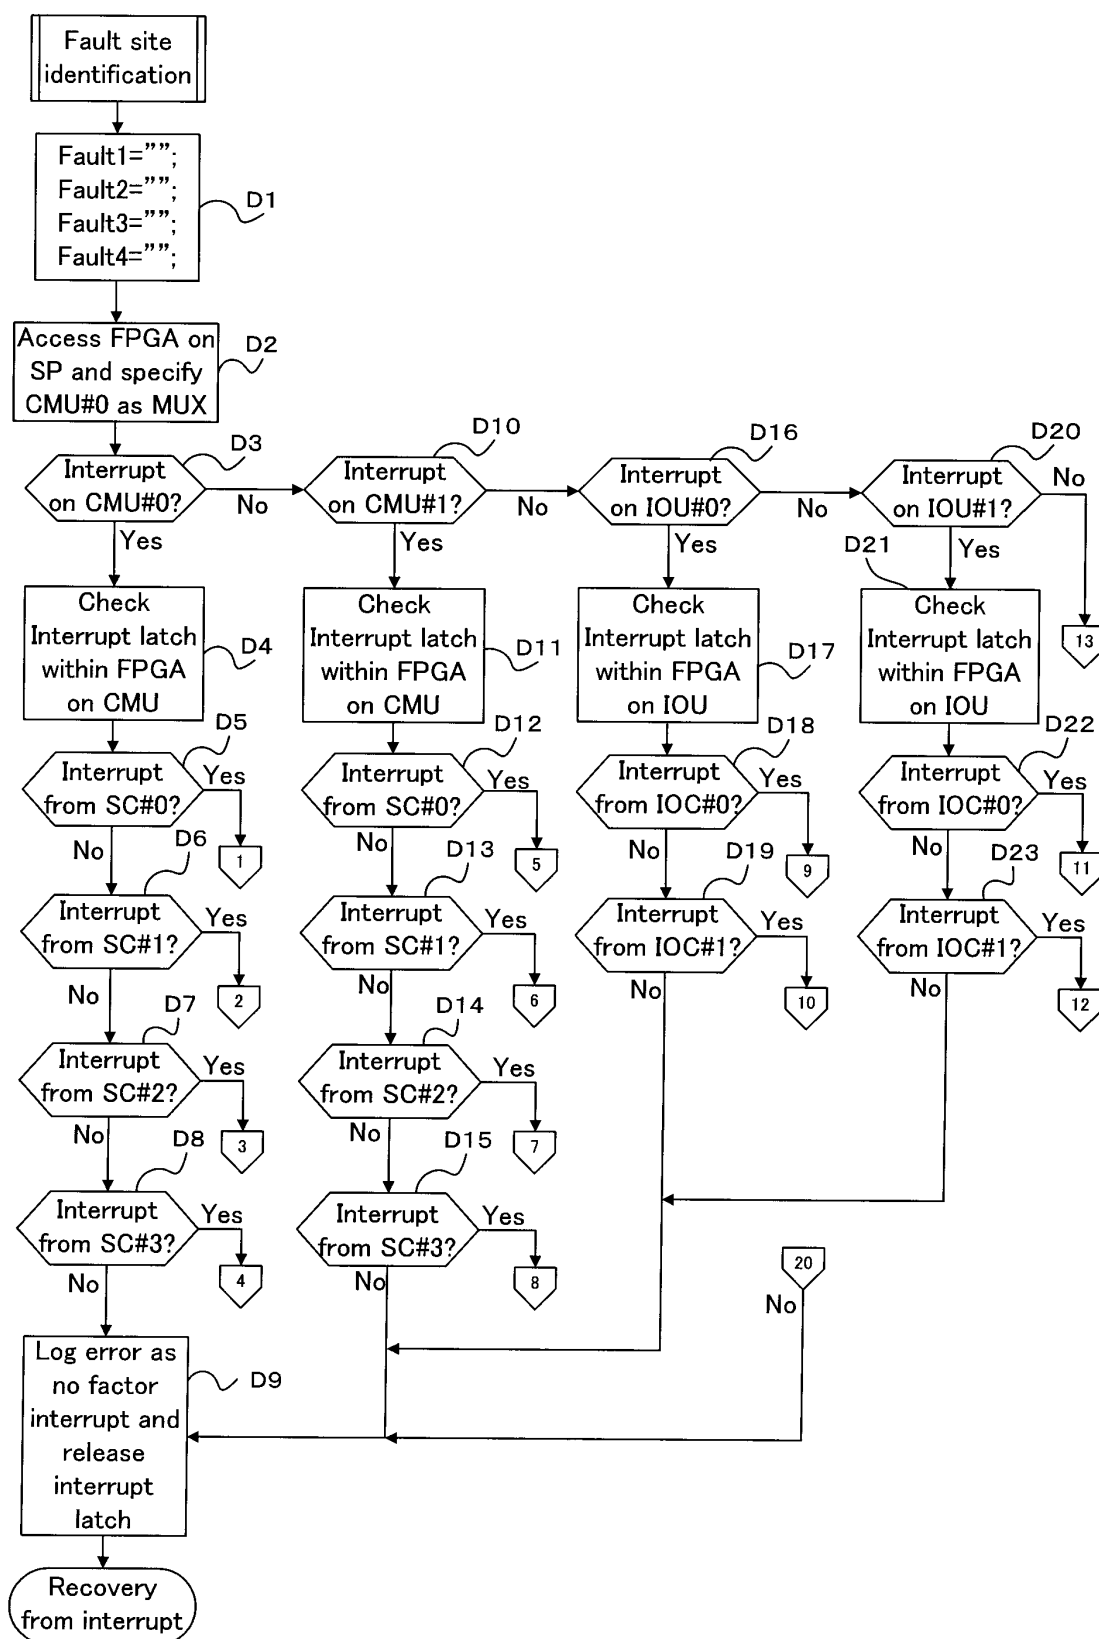 Fault site
identification
Fault1="";
Fault2="";
Fault3="";
Fault4="";
D1
Access FPGA on
SP and specify
CMU#0 as MUX
D2
D3
Interrupt
on CMU#0?
No
Yes
D10
Interrupt
on CMU#1?
No
Yes
D16
Interrupt
on IOU#0?
No
Yes
D20
Interrupt
on IOU#1?
No
Yes
13
Check
Interrupt latch
within FPGA
on CMU
D4
Check
Interrupt latch
within FPGA
on CMU
D11
Check
Interrupt latch
within FPGA
on IOU
D17
D21
Check
Interrupt latch
within FPGA
on IOU
D5
Interrupt
from SC#0?
Yes
No
1
D12
Interrupt
from SC#0?
Yes
No
5
D18
Interrupt
from IOC#0?
Yes
No
9
D22
Interrupt
from IOC#0?
Yes
No
11
D6
Interrupt
from SC#1?
Yes
No
2
D13
Interrupt
from SC#1?
Yes
No
6
D19
Interrupt
from IOC#1?
Yes
No
10
D23
Interrupt
from IOC#1?
Yes
No
12
D7
Interrupt
from SC#2?
Yes
No
3
D14
Interrupt
from SC#2?
Yes
No
7
D8
Interrupt
from SC#3?
Yes
No
4
D15
Interrupt
from SC#3?
Yes
No
8
20
No
Log error as
no factor
interrupt and
release
interrupt
latch
D9
Recovery
from interrupt